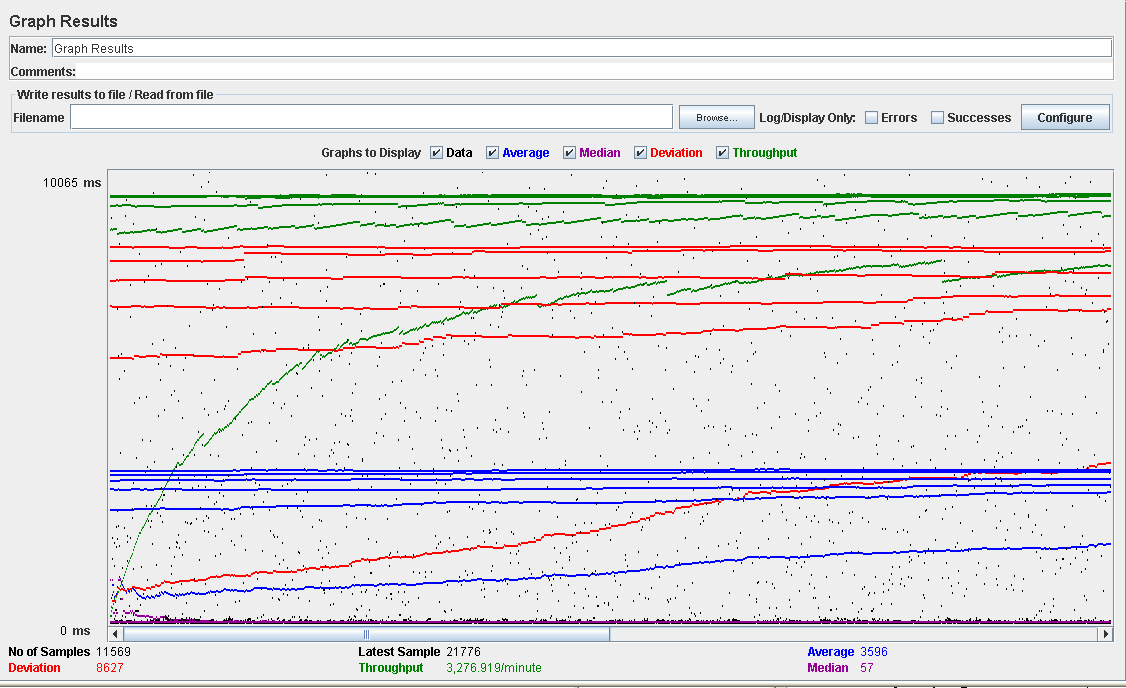 Graph Results
Name: Graph Results
Comments:
Write results to file / Read from file
Filename Browse... Log/Display Only: Errors Successes Configure
Graphs to Display Data Average Median Deviation Throughput
10065 ms
0 ms
No of Samples 11569 Latest Sample 21776 Average 3596
Deviation 8627 Throughput 3,276.919/minute Median 57